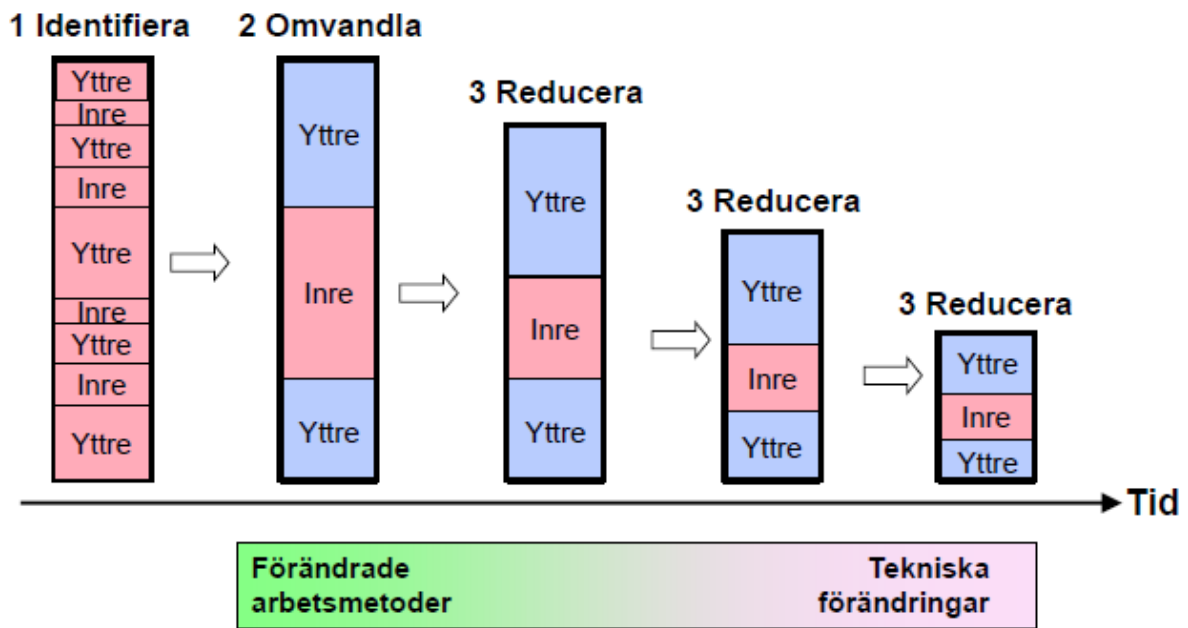 1 Identifiera
Yttre
Inre
Yttre
Inre
Yttre
Inre
Yttre
Inre
Yttre
2 Omvandla
Yttre
Inre
Yttre
3 Reducera
Yttre
Inre
Yttre
3 Reducera
Yttre
Inre
Yttre
3 Reducera
Yttre
Inre
Yttre
Tid
Förändrade
arbetsmetoder
Tekniska
förändringar